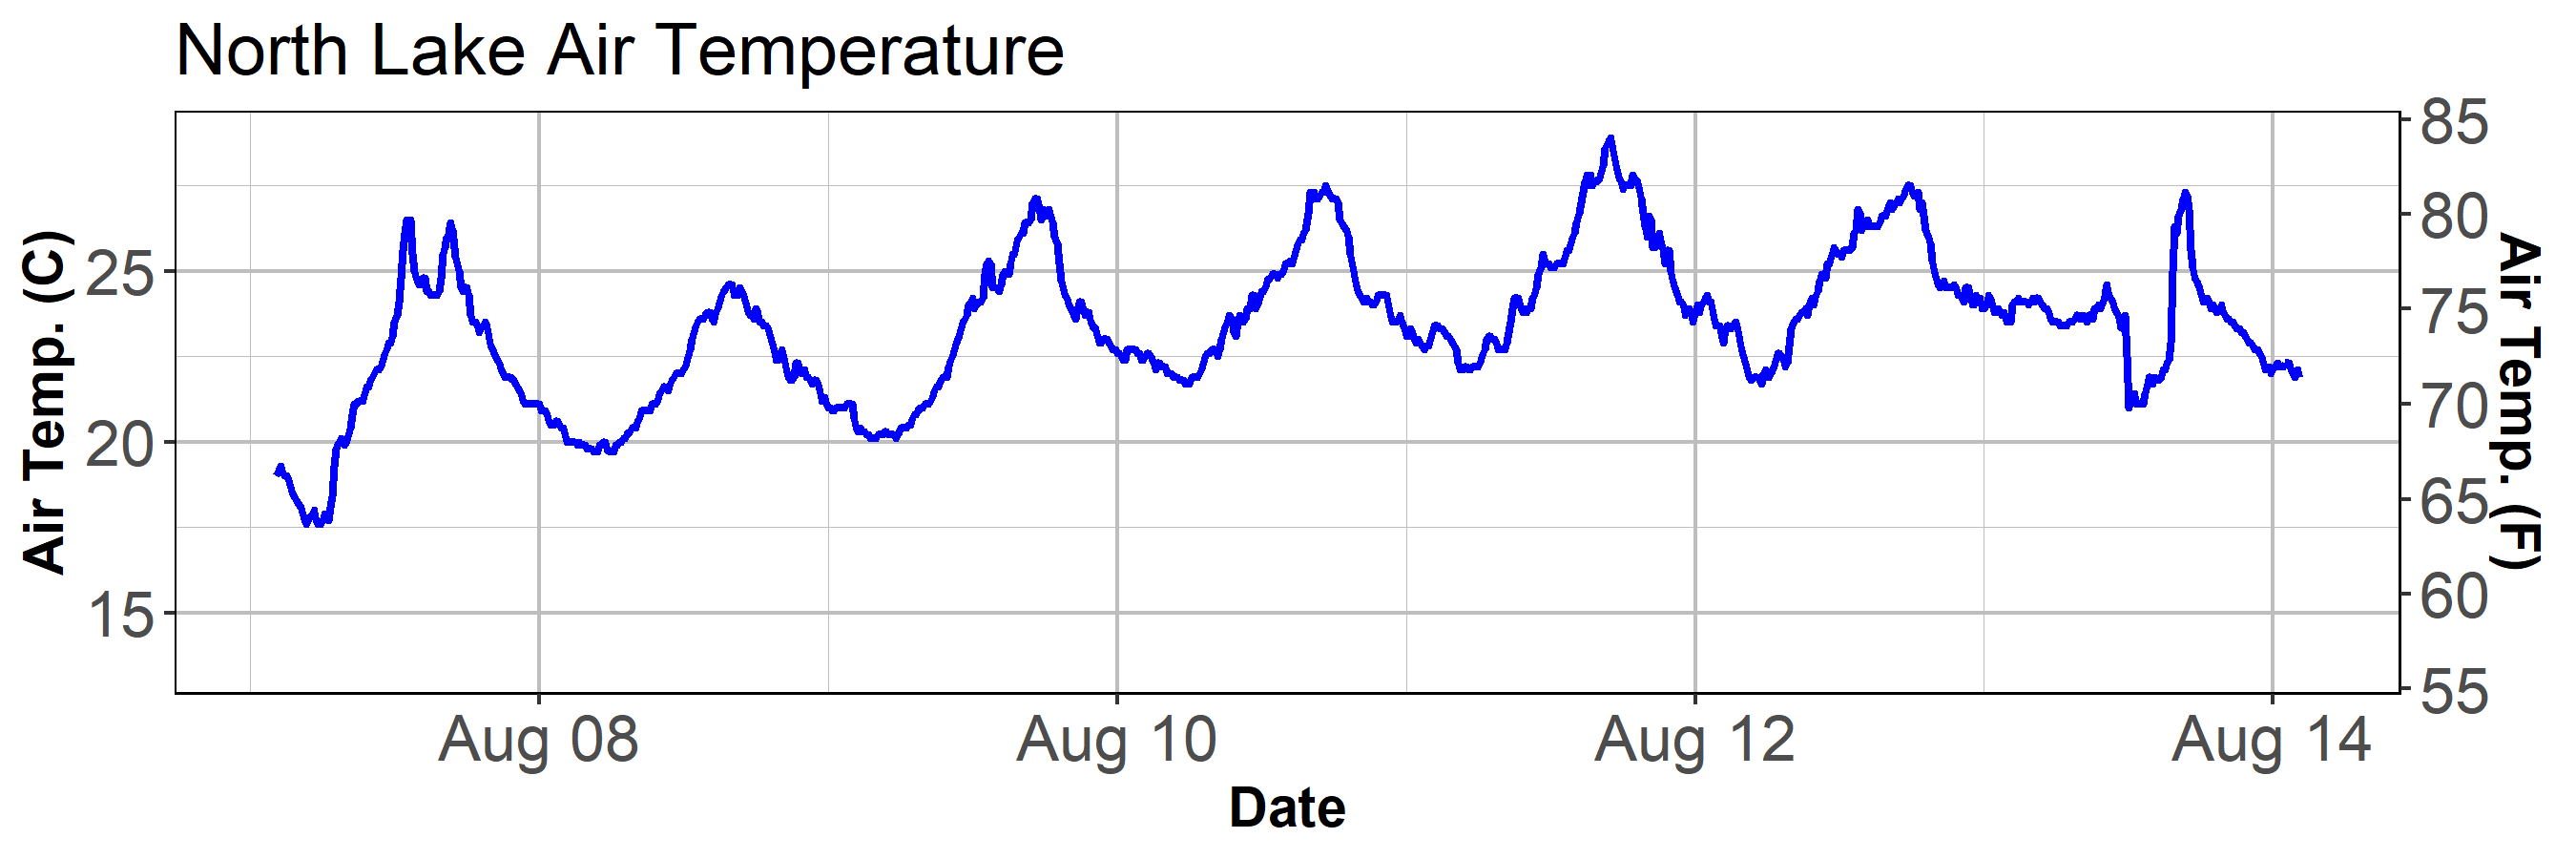 North Lake Air Temperature
Air Temp. (C)
25
20
15
85
80
75
70
65
60
55
Air Temp. (F)
Aug 08 Aug 10 Aug 12 Aug 14
Date